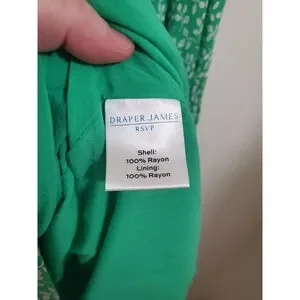 DRAPER JAMES
RSVP
Shell:
100% Rayon
Lining:
100% Rayon